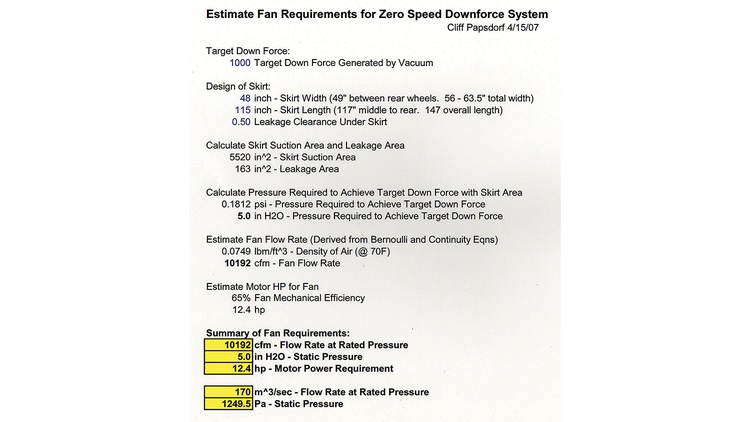 Estimate Fan Requirements for Zero Speed Downforce System
Cliff Papsdorf 4/15/07
Target Down Force:
1000 Target Down Force Generated by Vacuum
Design of Skirt:
48 inch - Skirt Width (49" between rear wheels. 56 - 63.5" total width)
115 inch - Skirt Length (117" middle to rear. 147 overall length)
0.50 Leakage Clearance Under Skirt
Calculate Skirt Suction Area and Leakage Area
5520 in^2 - Skirt Suction Area
163 in^2 - Leakage Area
Calculate Pressure Required to Achieve Target Down Force with Skirt Area
0.1812 psi - Pressure Required to Achieve Target Down Force
5.0 in H2O - Pressure Required to Achieve Target Down Force
Estimate Fan Flow Rate (Derived from Bernoulli and Continuity Eqns)
0.0749 lbm/ft^3 - Density of Air (@ 70F)
10192 cfm - Fan Flow Rate
Estimate Motor HP for Fan
65% Fan Mechanical Efficiency
12.4 hp
Summary of Fan Requirements:
10192 cfm - Flow Rate at Rated Pressure
5.0 in H2O - Static Pressure
12.4 hp - Motor Power Requirement
170 m^3/sec - Flow Rate at Rated Pressure
1249.5 Pa - Static Pressure